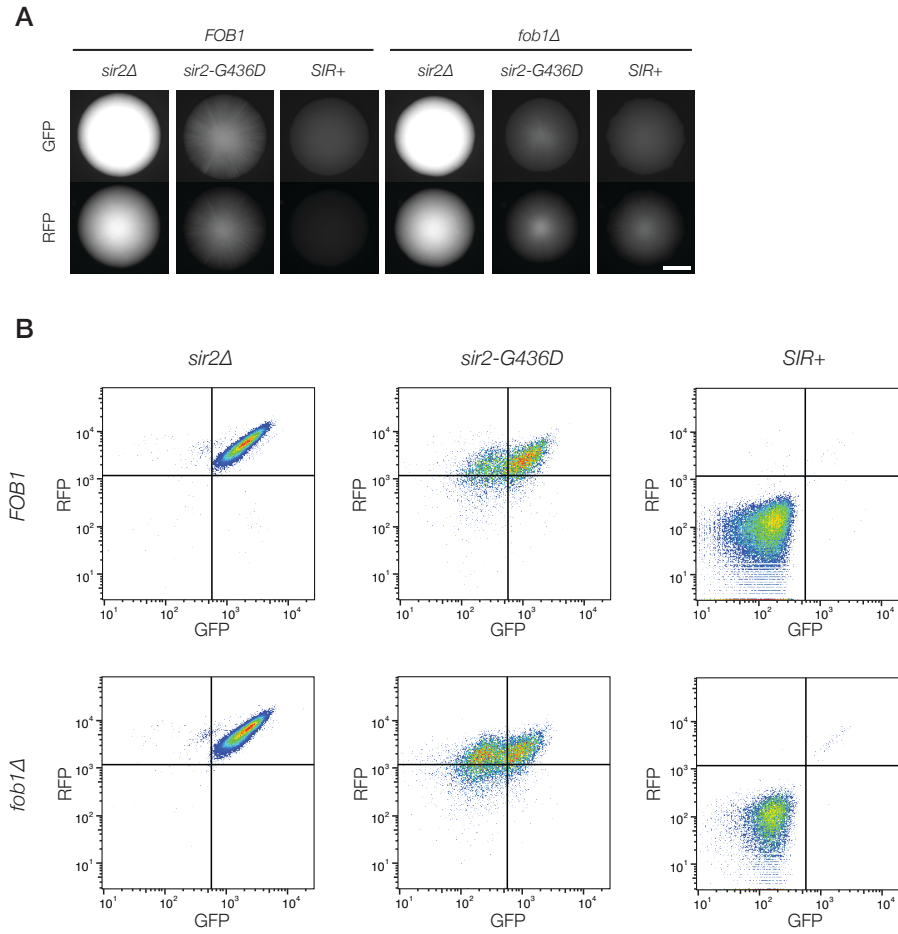 A
FOB1
fob1Δ
sir2Δ
sir2-G436D
SIR+
sir2Δ
sir2-G436D
SIR+
GFP
RFP
B
sir2Δ
sir2-G436D
SIR+
FOB1
RFP
10⁴
10³
10²
10¹
10¹ 10² 10³ 10⁴
GFP
RFP
10⁴
10³
10²
10¹
10¹ 10² 10³ 10⁴
GFP
RFP
10⁴
10³
10²
10¹
10¹ 10² 10³ 10⁴
GFP
fob1Δ
RFP
10⁴
10³
10²
10¹
10¹ 10² 10³ 10⁴
GFP
RFP
10⁴
10³
10²
10¹
10¹ 10² 10³ 10⁴
GFP
RFP
10⁴
10³
10²
10¹
10¹ 10² 10³ 10⁴
GFP